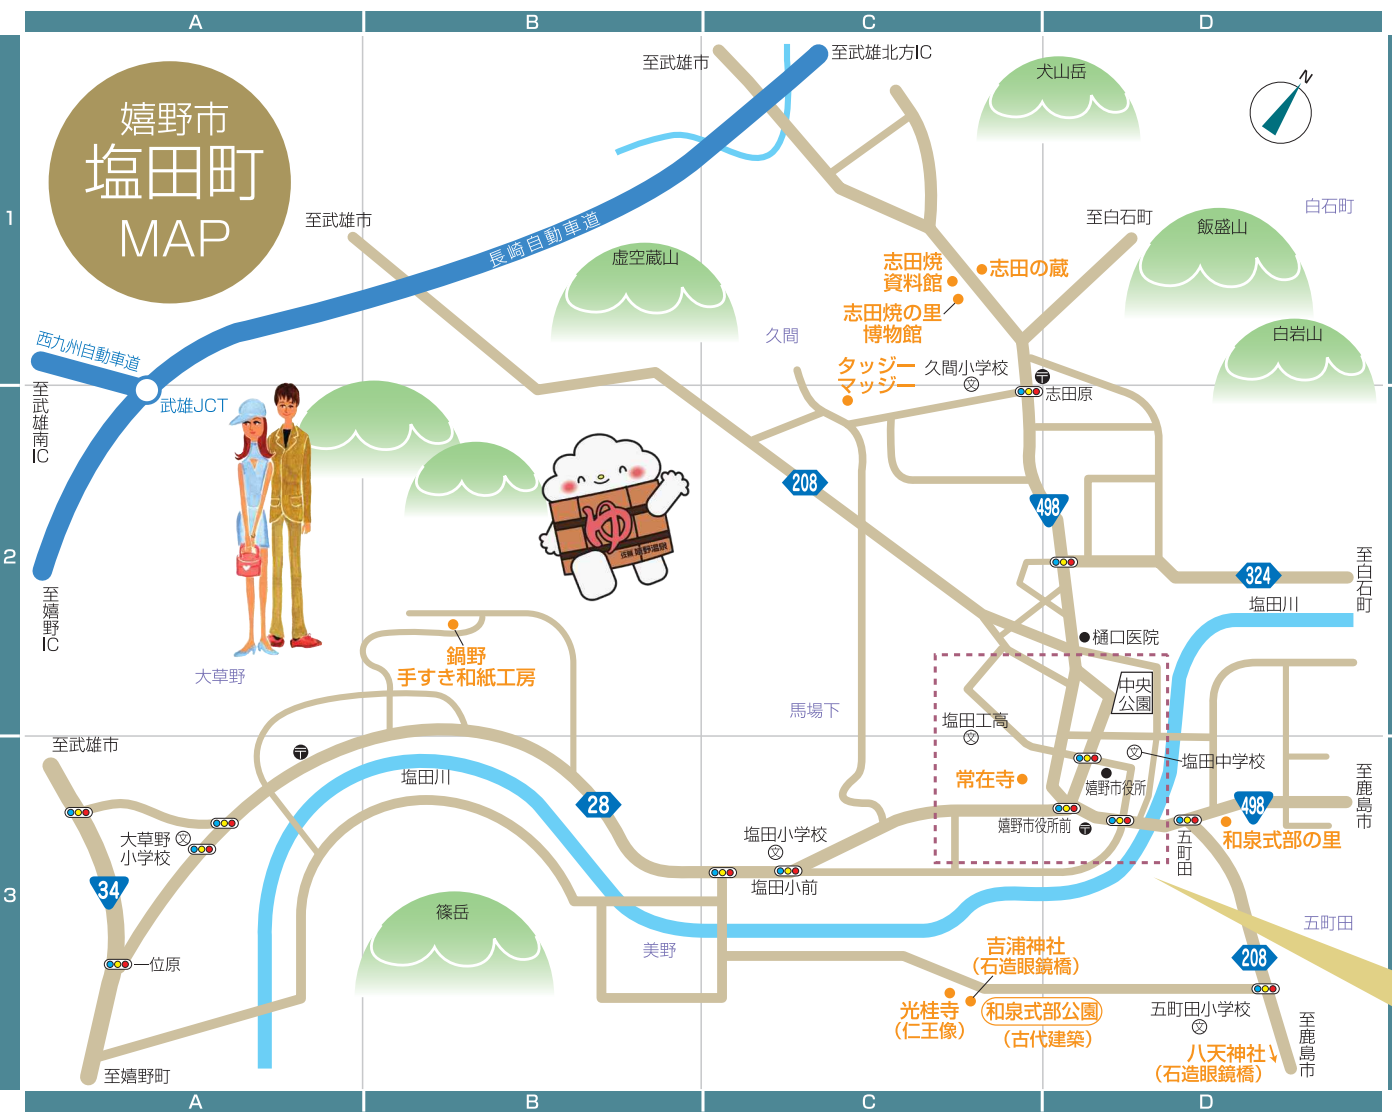 A
B
C
D
1
2
3
嬉野市
塩田町
MAP
至武雄市
至武雄北方IC
犬山岳
N
白石町
至白石町
飯盛山
至武雄市
長崎自動車道
虚空蔵山
志田焼
資料館
志田の蔵
志田焼の里
博物館
久間
白岩山
西九州自動車道
タッジー
マッジー
久間小学校
文
〒
志田原
至武雄南IC
武雄JCT
208
498
ゆ
佐賀 嬉野温泉
至嬉野IC
324
至白石町
塩田川
樋口医院
鍋野
手すき和紙工房
大草野
中央
公園
馬場下
塩田工高
文
至武雄市
〒
塩田川
文
塩田中学校
常在寺
嬉野市役所
至鹿島市
28
498
嬉野市役所前
〒
和泉式部の里
五町田
大草野
小学校
文
塩田小学校
文
塩田小前
34
篠岳
美野
五町田
位原
吉浦神社
(石造眼鏡橋)
208
光桂寺
(仁王像)
和泉式部公園
(古代建築)
五町田小学校
文
至鹿島市
八天神社
(石造眼鏡橋)
至嬉野町
A
B
C
D